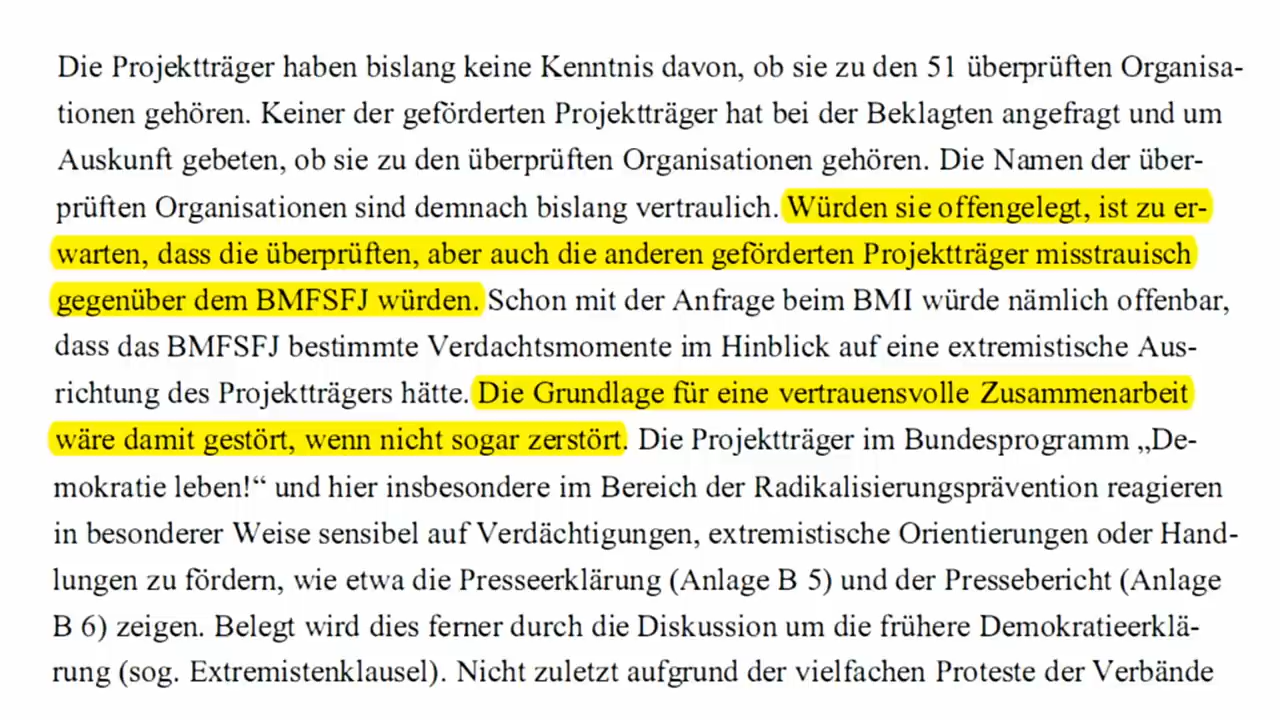 Die Projektträger haben bislang keine Kenntnis davon, ob sie zu den 51 überprüften Organisa-
tionen gehören. Keiner der geförderten Projektträger hat bei der Beklagten angefragt und um
Auskunft gebeten, ob sie zu den überprüften Organisationen gehören. Die Namen der über-
prüften Organisationen sind demnach bislang vertraulich. Würden sie offengelegt, ist zu er-
warten, dass die überprüften, aber auch die anderen geförderten Projektträger misstrauisch
gegenüber dem BMFSFJ würden. Schon mit der Anfrage beim BMI würde nämlich offenbar,
dass das BMFSFJ bestimmte Verdachtsmomente im Hinblick auf eine extremistische Aus-
richtung des Projektträgers hätte. Die Grundlage für eine vertrauensvolle Zusammenarbeit
wäre damit gestört, wenn nicht sogar zerstört. Die Projektträger im Bundesprogramm „De-
mokratie leben!“ und hier insbesondere im Bereich der Radikalisierungsprävention reagieren
in besonderer Weise sensibel auf Verdächtigungen, extremistische Orientierungen oder Hand-
lungen zu fördern, wie etwa die Presseerklärung (Anlage B 5) und der Pressebericht (Anlage
B 6) zeigen. Belegt wird dies ferner durch die Diskussion um die frühere Demokratieerklä-
rung (sog. Extremistenklausel). Nicht zuletzt aufgrund der vielfachen Proteste der Verbände